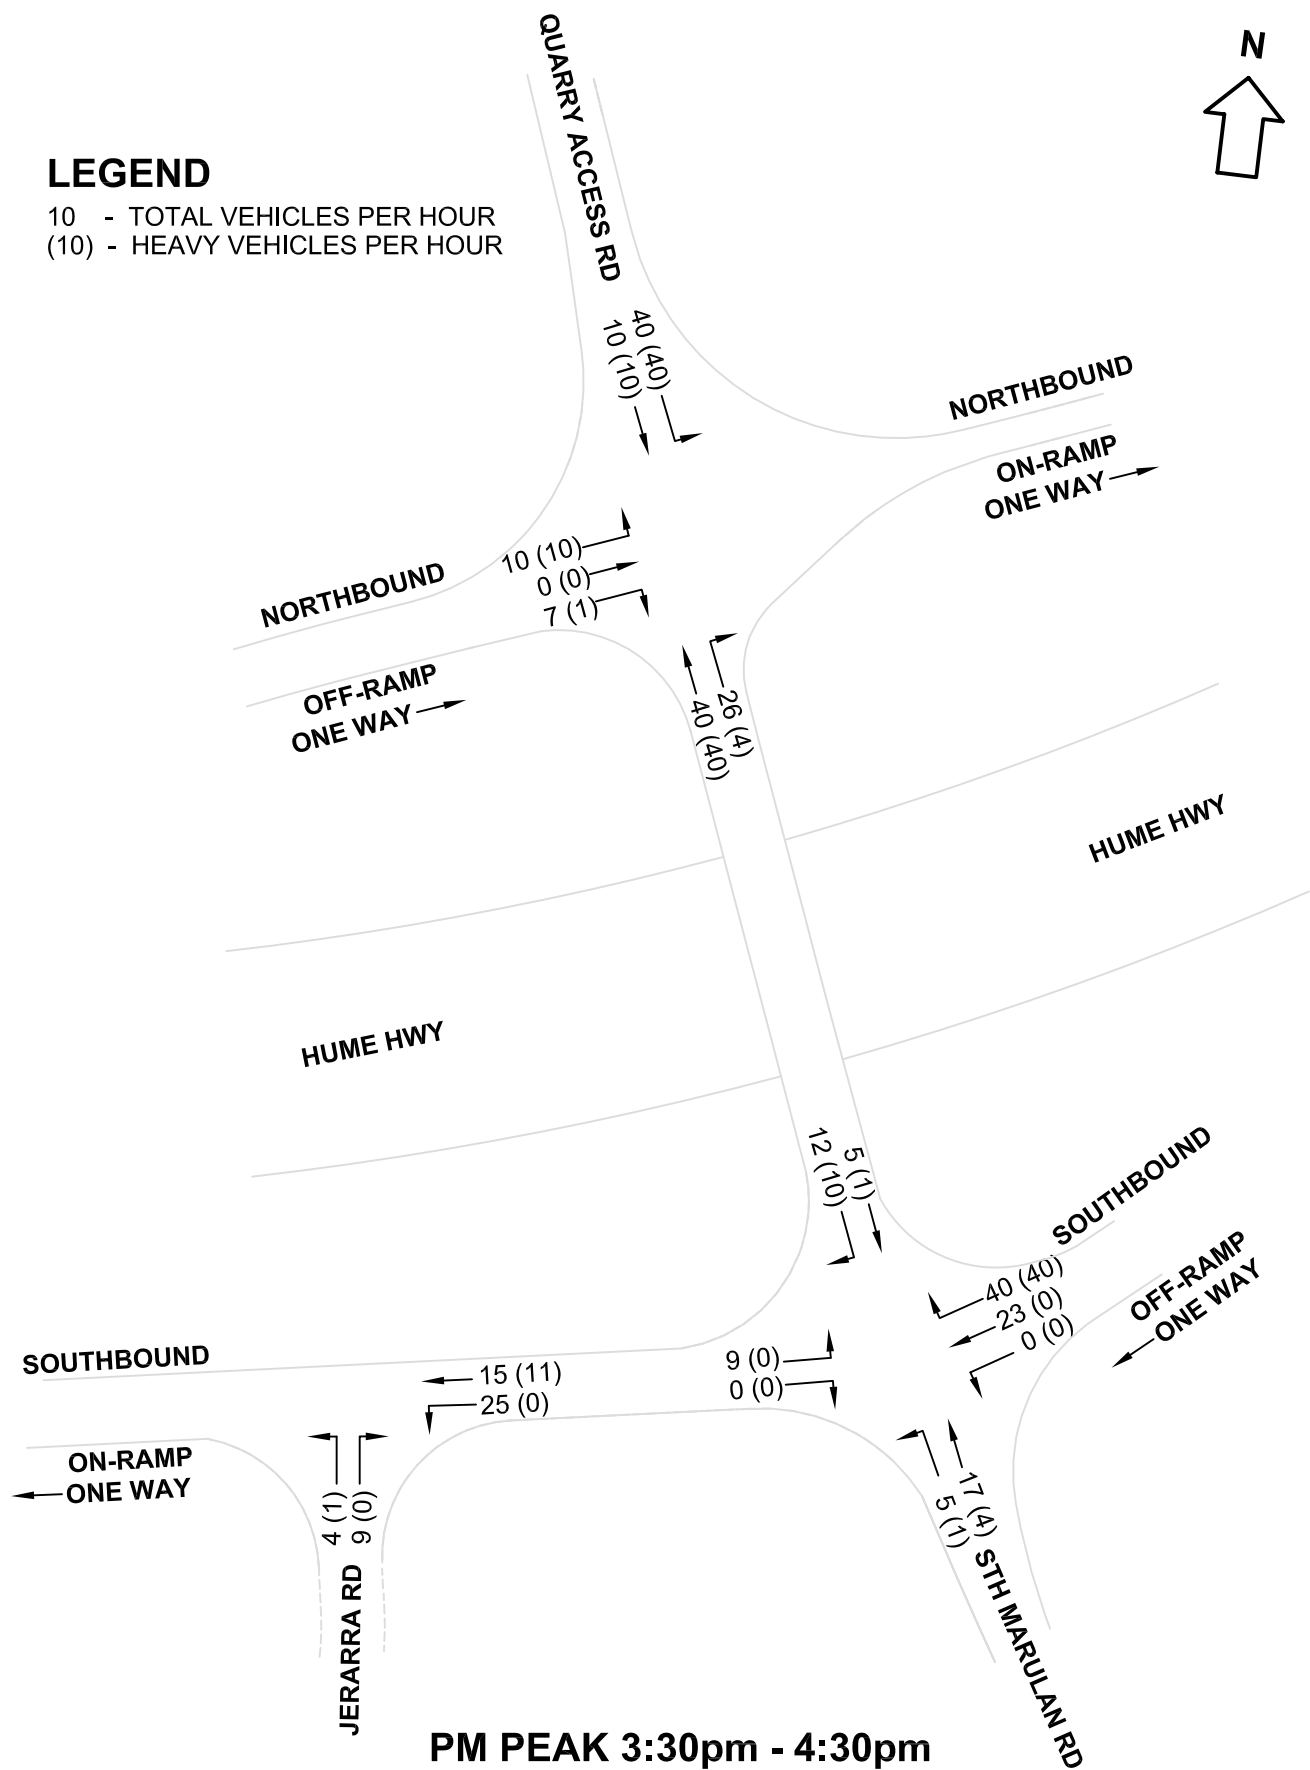 QUARRY ACCESS RD
N
LEGEND
10 - TOTAL VEHICLES PER HOUR
(10) - HEAVY VEHICLES PER HOUR
40 (40)
10 (10)
NORTHBOUND
ON-RAMP
ONE WAY
10 (10)
0 (0)
7 (1)
NORTHBOUND
OFF-RAMP
ONE WAY
26 (4)
40 (40)
HUME HWY
HUME HWY
5 (1)
12 (10)
SOUTHBOUND
OFF-RAMP
ONE WAY
40 (40)
23 (0)
0 (0)
SOUTHBOUND
15 (11)
25 (0)
9 (0)
0 (0)
ON-RAMP
ONE WAY
4 (1)
9 (0)
17 (4)
5 (1)
JERARRA RD
STH MARULAN RD
PM PEAK 3:30pm - 4:30pm